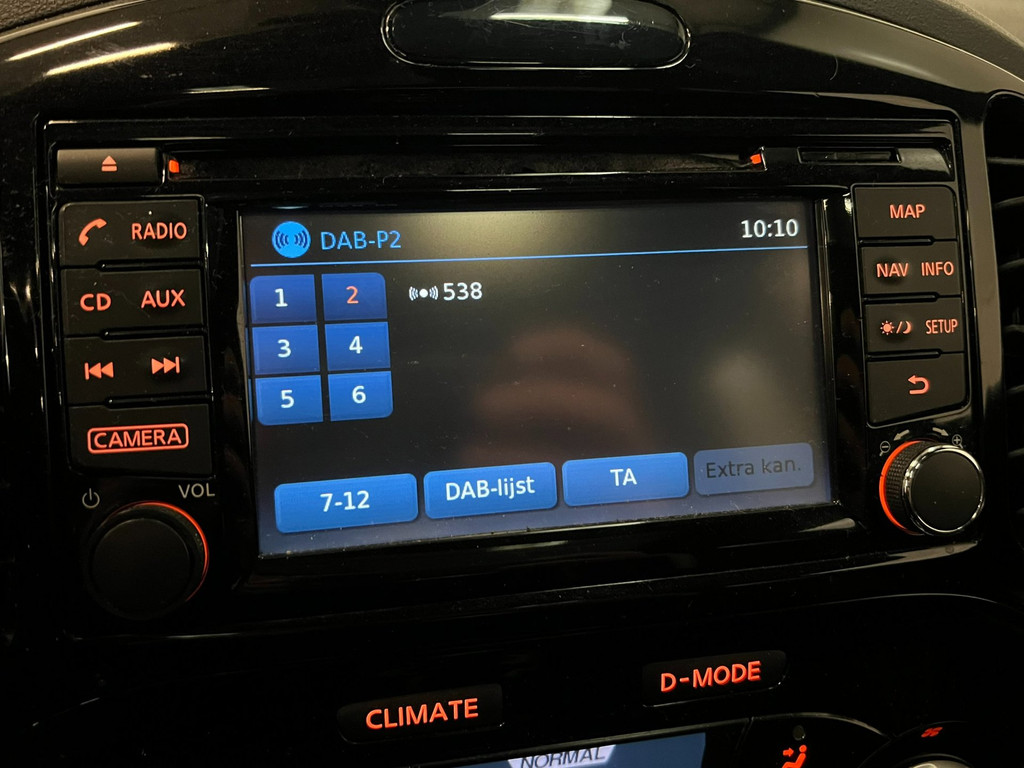 RADIO
CD AUX
CAMERA
VOL
DAB-P2 10:10
1 2 538
3 4
5 6
7-12 DAB-lijst TA Extra kan.
MAP
NAV INFO
SETUP
CLIMATE D-MODE
NORMAL